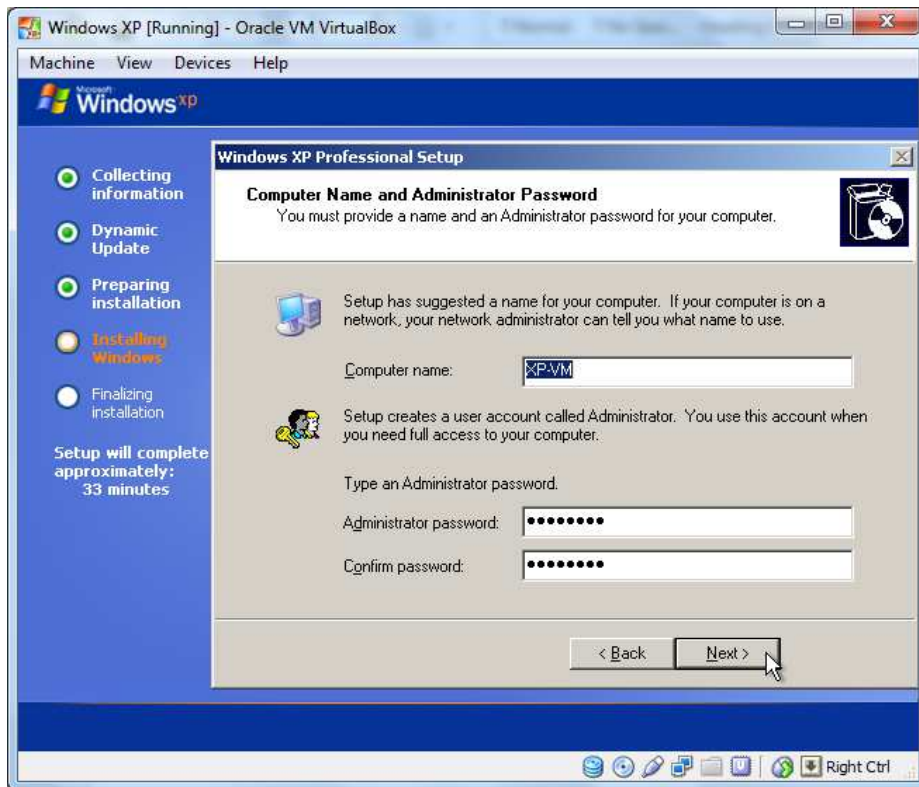 Windows XP [Running] - Oracle VM VirtualBox
Machine View Devices Help
Microsoft
Windows xp
Collecting
information
Dynamic
Update
Preparing
installation
Installing
Windows
Finalizing
installation
Setup will complete
approximately:
33 minutes
Windows XP Professional Setup
Computer Name and Administrator Password
You must provide a name and an Administrator password for your computer.
Setup has suggested a name for your computer. If your computer is on a
network, your network administrator can tell you what name to use.
Computer name: XP-VM
Setup creates a user account called Administrator. You use this account when
you need full access to your computer.
Type an Administrator password.
Administrator password: ••••••••
Confirm password: ••••••••
< Back Next >
Right Ctrl